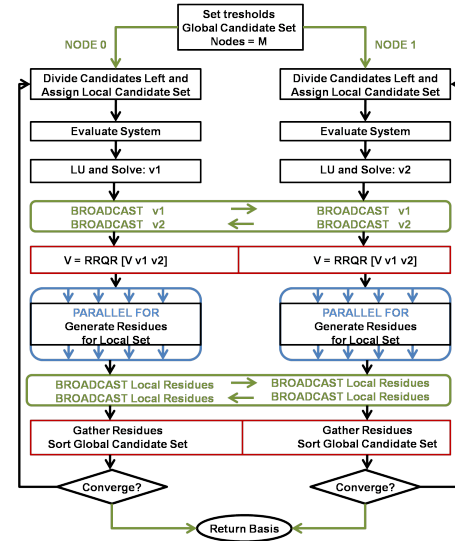 Set tresholds
Global Candidate Set
Nodes = M
NODE 0
NODE 1
Divide Candidates Left and
Assign Local Candidate Set
Divide Candidates Left and
Assign Local Candidate Set
Evaluate System
Evaluate System
LU and Solve: v1
LU and Solve: v2
BROADCAST v1
BROADCAST v2
BROADCAST v1
BROADCAST v2
V = RRQR [V v1 v2]
V = RRQR [V v1 v2]
PARALLEL FOR
Generate Residues
for Local Set
PARALLEL FOR
Generate Residues
for Local Set
BROADCAST Local Residues
BROADCAST Local Residues
BROADCAST Local Residues
BROADCAST Local Residues
Gather Residues
Sort Global Candidate Set
Gather Residues
Sort Global Candidate Set
Converge?
Converge?
Return Basis